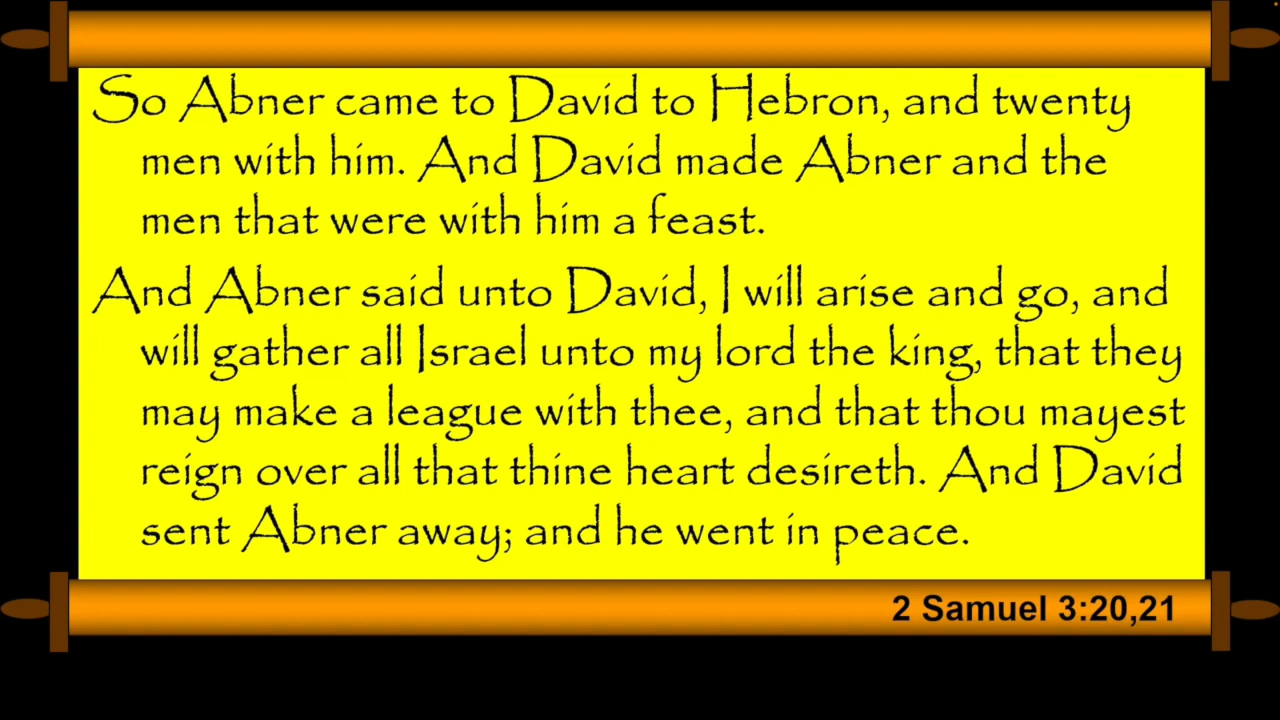 So Abner came to David to Hebron, and twenty
men with him. And David made Abner and the
men that were with him a feast.
And Abner said unto David, I will arise and go, and
will gather all Israel unto my lord the king, that they
may make a league with thee, and that thou mayest
reign over all that thine heart desireth. And David
sent Abner away; and he went in peace.
2 Samuel 3:20,21